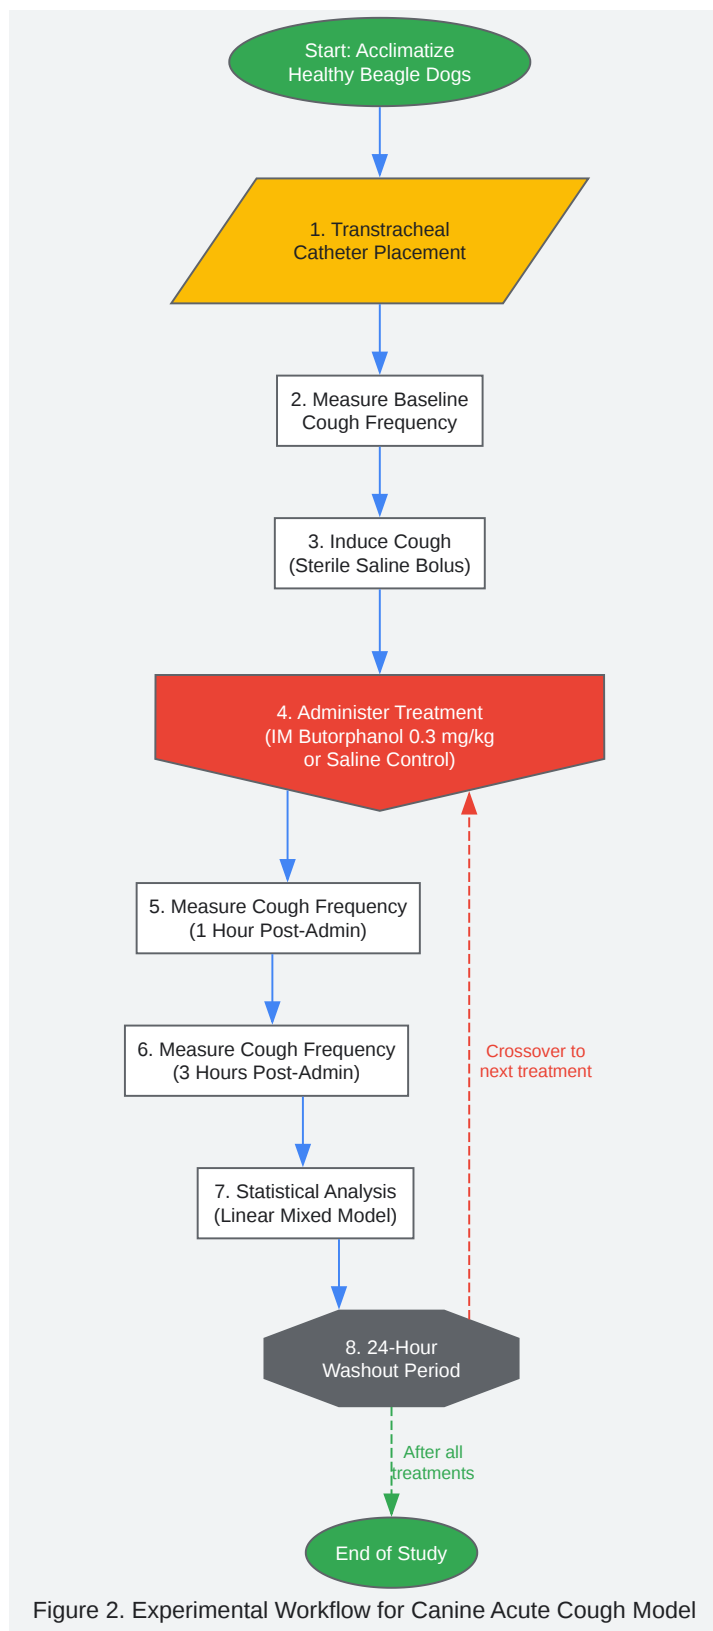 Start: Acclimatize
Healthy Beagle Dogs
1. Transtracheal
Catheter Placement
2. Measure Baseline
Cough Frequency
3. Induce Cough
(Sterile Saline Bolus)
4. Administer Treatment
(IM Butorphanol 0.3 mg/kg
or Saline Control)
5. Measure Cough Frequency
(1 Hour Post-Admin)
6. Measure Cough Frequency
(3 Hours Post-Admin)
Crossover to
next treatment
7. Statistical Analysis
(Linear Mixed Model)
8. 24-Hour
Washout Period
After all
treatments
End of Study
Figure 2. Experimental Workflow for Canine Acute Cough Model